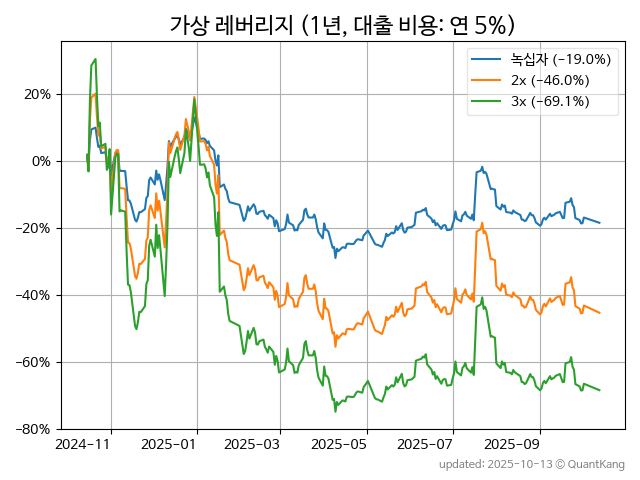 가상 레버리지 (1년, 대출 비용: 연 5%)
녹십자 (-19.0%)
2x (-46.0%)
3x (-69.1%)
20%
0%
-20%
-40%
-60%
-80%
2024-11 2025-01 2025-03 2025-05 2025-07 2025-09
updated: 2025-10-13 © QuantKang